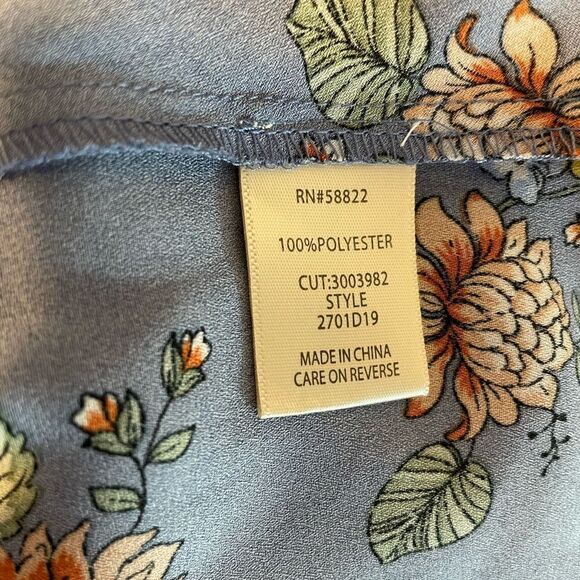 RN#58822
100%POLYESTER
CUT:3003982
STYLE
2701D19
MADE IN CHINA
CARE ON REVERSE